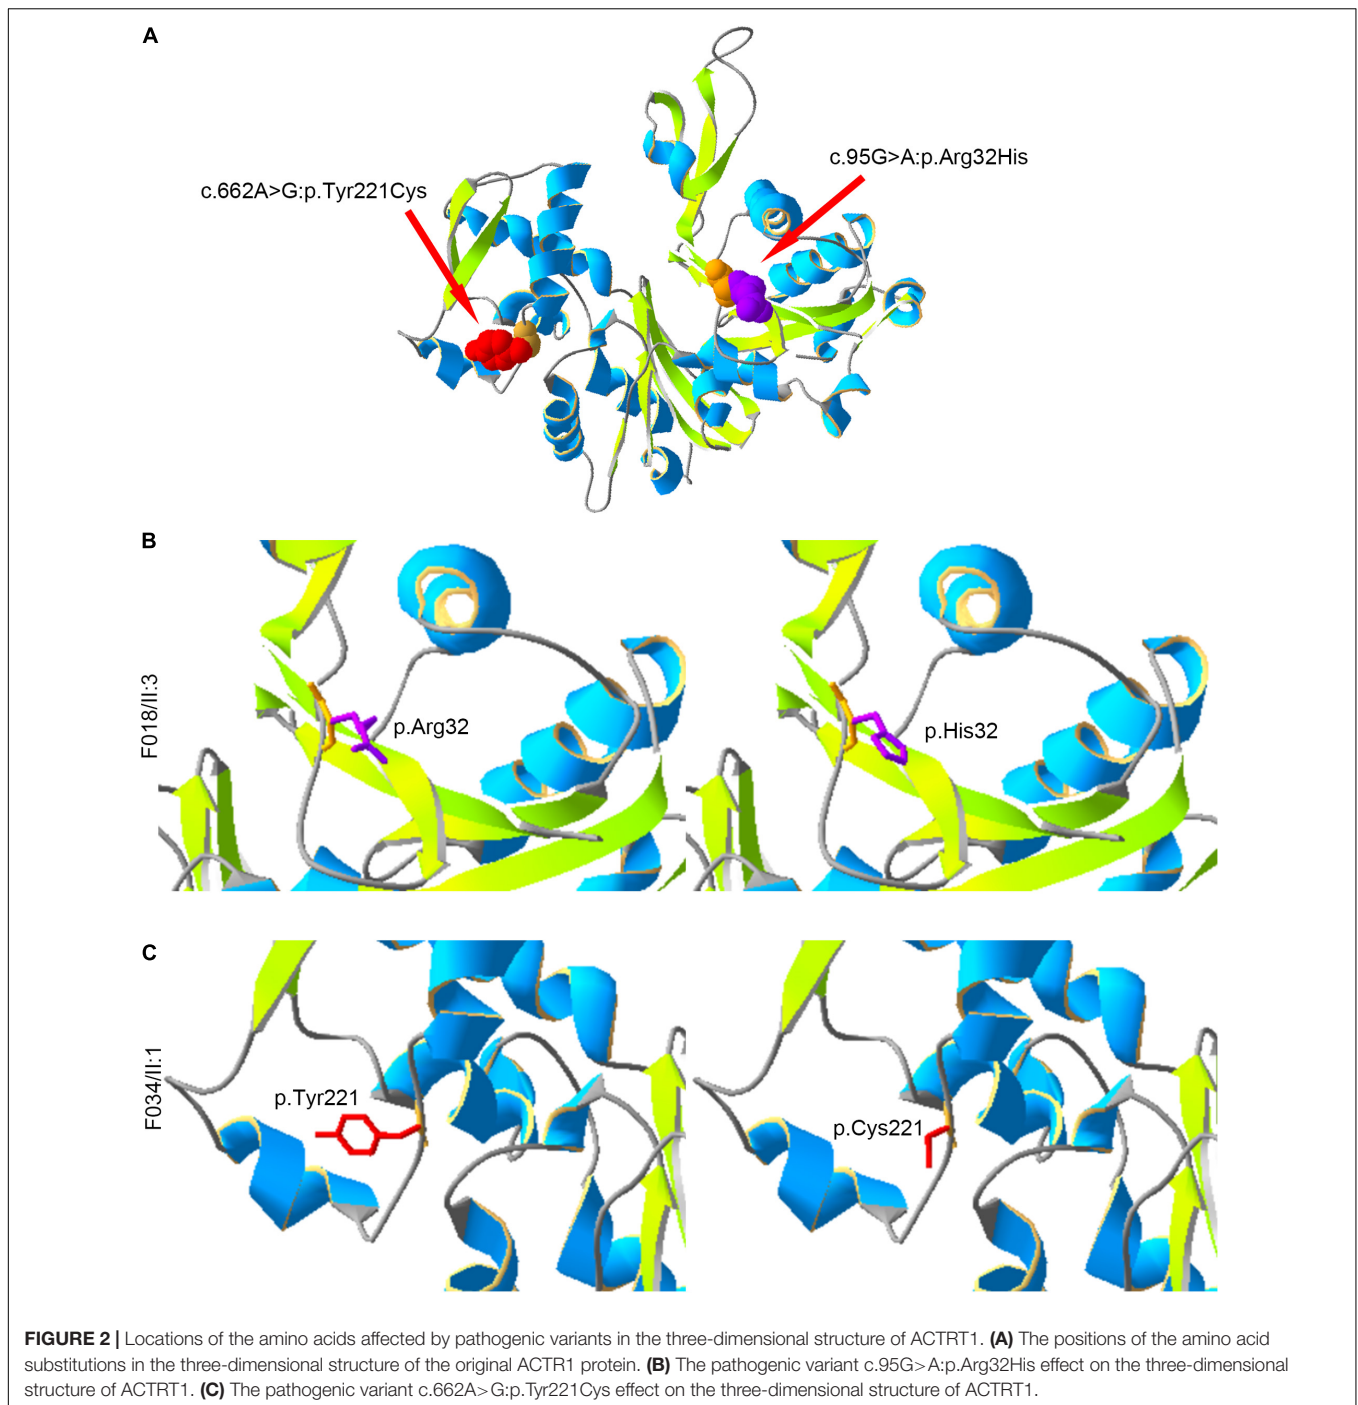 A
c.95G>A:p.Arg32His
c.662A>G:p.Tyr221Cys
B
F018/II:3
p.Arg32
p.His32
C
F034/II:1
p.Tyr221
p.Cys221
FIGURE 2 | Locations of the amino acids affected by pathogenic variants in the three-dimensional structure of ACTRT1. (A) The positions of the amino acid
substitutions in the three-dimensional structure of the original ACTR1 protein. (B) The pathogenic variant c.95G>A:p.Arg32His effect on the three-dimensional
structure of ACTRT1. (C) The pathogenic variant c.662A>G:p.Tyr221Cys effect on the three-dimensional structure of ACTRT1.